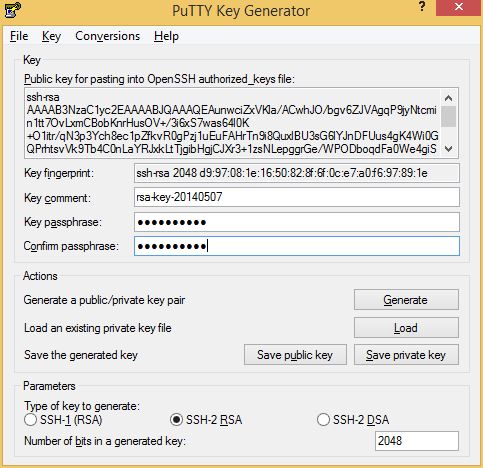 PuTTY Key Generator
?
File Key Conversions Help
Key
Public key for pasting into OpenSSH authorized_keys file:
ssh-rsa
AAAAB3NzaC1yc2EAAAABJQAAAQEAunwciZxVKla/ACwhJO/bgv6ZJVAgqP9jyNtcmi
n1tt7OvLxmCBobKnrHusOV+/3i6xS7was64l0K
+O1itr/qN3p3Ych8ec1pZfkvR0gPzj1uEuFAHrTn9i8QuxlBU3sG6lYJnDFUus4gK4Wi0G
QPrhtsvVk9Tb4C0nLaYRJxkLtTjgibHgjCJXr3+1zsNLepggrGe/WPODboqdFa0We4giS
Key fingerprint: ssh-rsa 2048 d9:97:08:1e:16:50:82:8f:6f:0c:e7:a0:f6:97:89:1e
Key comment: rsa-key-20140507
Key passphrase: ●●●●●●●●●●
Confirm passphrase: ●●●●●●●●●●
Actions
Generate a public/private key pair Generate
Load an existing private key file Load
Save the generated key Save public key Save private key
Parameters
Type of key to generate:
SSH-1 (RSA) SSH-2 RSA SSH-2 DSA
Number of bits in a generated key: 2048